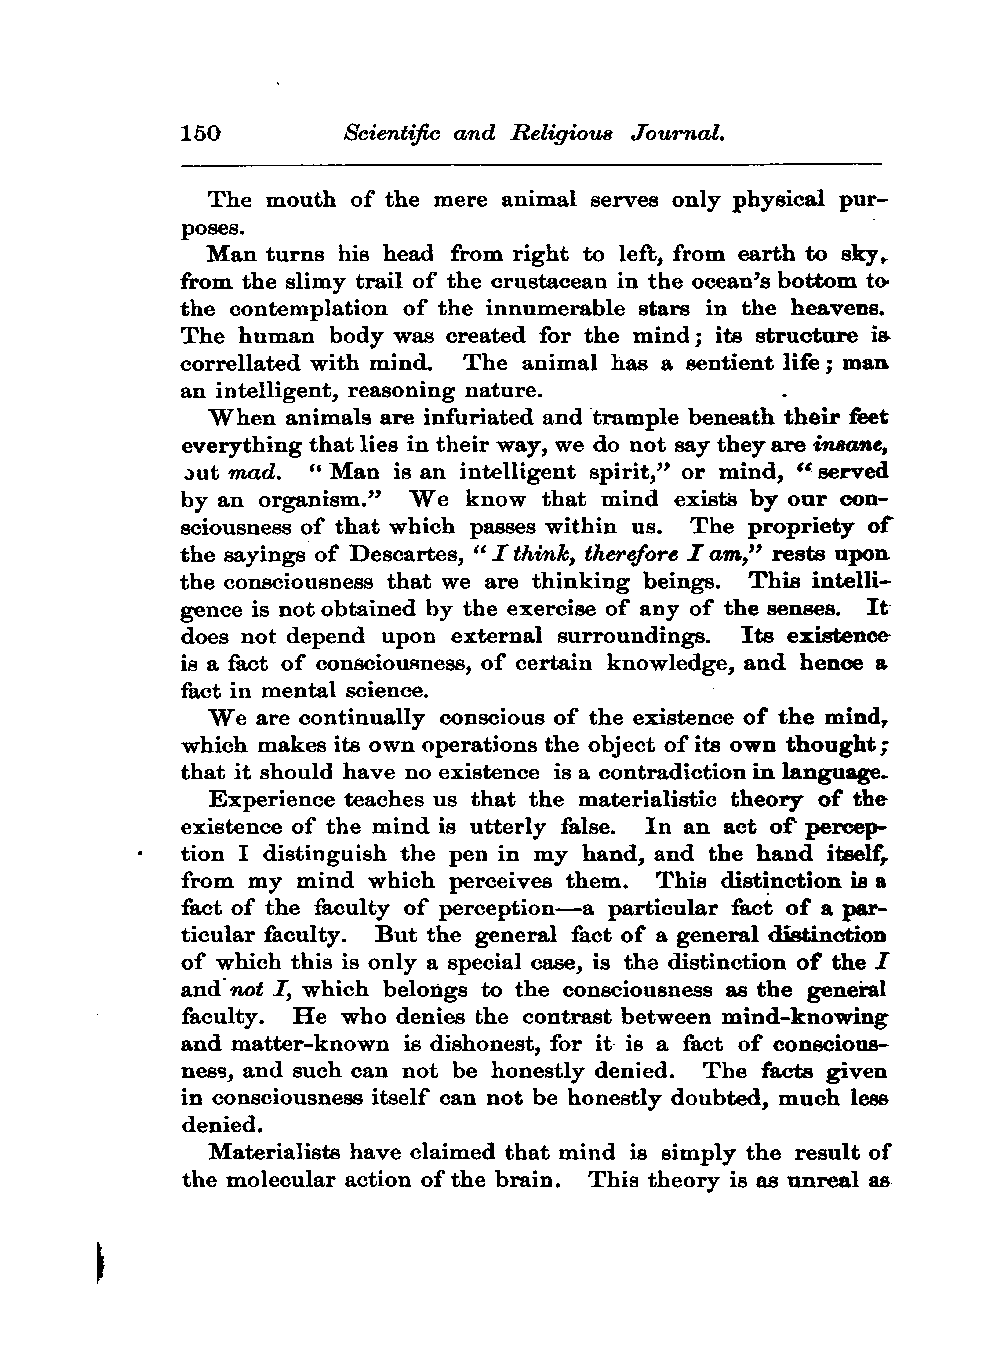 150 Scientific and Religious Journal.
The mouth of the mere animal serves only physical pur-
poses.
Man turns his head from right to left, from earth to sky,
from the slimy trail of the crustacean in the ocean's bottom to
the contemplation of the innumerable stars in the heavens.
The human body was created for the mind; its structure is
correllated with mind. The animal has a sentient life; man
an intelligent, reasoning nature.
When animals are infuriated and trample beneath their feet
everything that lies in their way, we do not say they are insane,
out mad. “Man is an intelligent spirit,” or mind, “served
by an organism.” We know that mind exists by our con-
sciousness of that which passes within us. The propriety of
the sayings of Descartes, “I think, therefore I am,” rests upon
the consciousness that we are thinking beings. This intelli-
gence is not obtained by the exercise of any of the senses. It
does not depend upon external surroundings. Its existence
is a fact of consciousness, of certain knowledge, and hence a
fact in mental science.
We are continually conscious of the existence of the mind,
which makes its own operations the object of its own thought;
that it should have no existence is a contradiction in language.
Experience teaches us that the materialistic theory of the
existence of the mind is utterly false. In an act of percep-
tion I distinguish the pen in my hand, and the hand itself,
from my mind which perceives them. This distinction is a
fact of the faculty of perception—a particular fact of a par-
ticular faculty. But the general fact of a general distinction
of which this is only a special case, is the distinction of the I
and not I, which belongs to the consciousness as the general
faculty. He who denies the contrast between mind-knowing
and matter-known is dishonest, for it is a fact of conscious-
ness, and such can not be honestly denied. The facts given
in consciousness itself can not be honestly doubted, much less
denied.
Materialists have claimed that mind is simply the result of
the molecular action of the brain. This theory is as unreal as